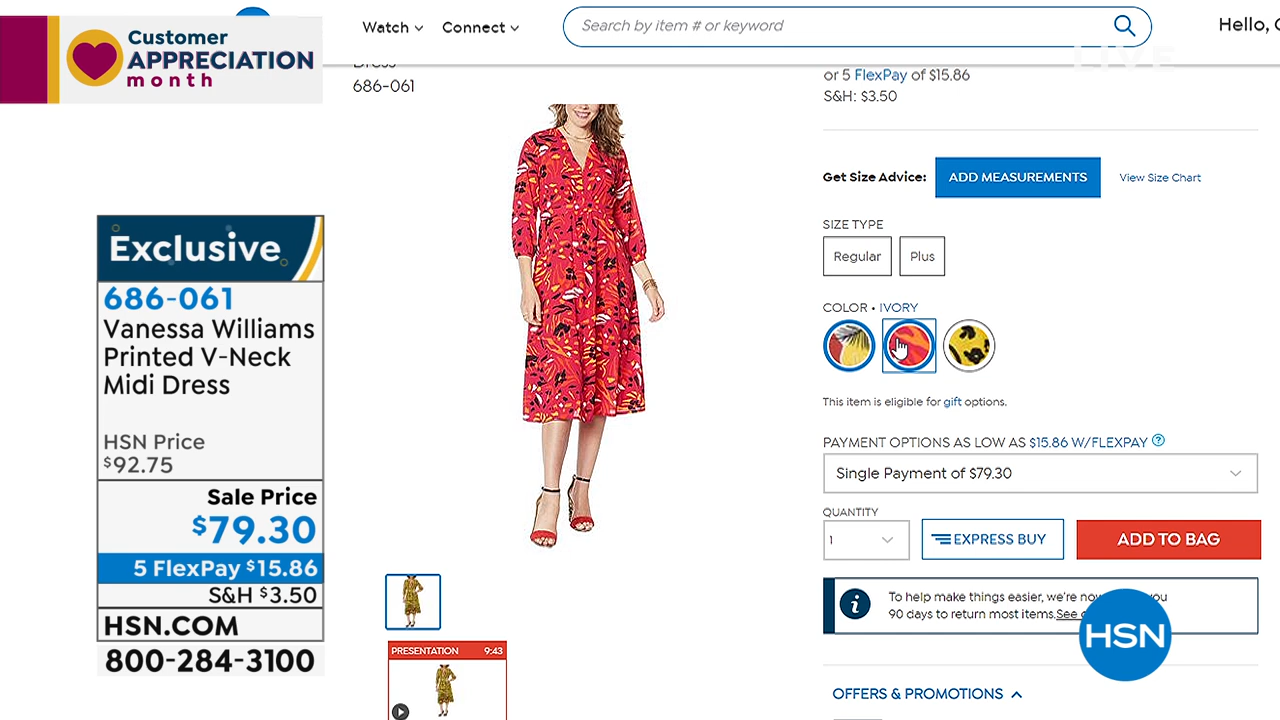 Customer
APPRECIATION
month
Watch
Connect
Search by item # or keyword
Hello,
LIVE
Dress
686-061
or 5 FlexPay of $15.86
S&H: $3.50
Get Size Advice:
ADD MEASUREMENTS
View Size Chart
SIZE TYPE
Regular
Plus
COLOR • IVORY
This item is eligible for gift options.
PAYMENT OPTIONS AS LOW AS $15.86 W/FLEXPAY ?
Single Payment of $79.30
QUANTITY
1
EXPRESS BUY
ADD TO BAG
i
To help make things easier, we're now
you
90 days to return most items. See
HSN
OFFERS & PROMOTIONS
Exclusive
686-061
Vanessa Williams
Printed V-Neck
Midi Dress
HSN Price
$92.75
Sale Price
$79.30
5 FlexPay $15.86
S&H $3.50
HSN.COM
800-284-3100
PRESENTATION 9:43